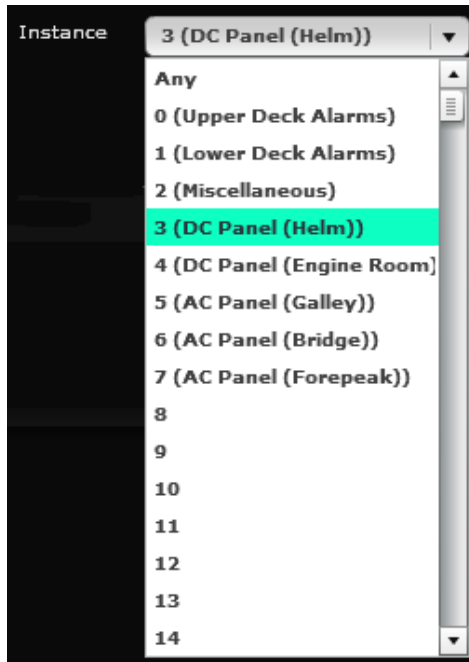 Instance
3 (DC Panel (Helm))
Any
0 (Upper Deck Alarms)
1 (Lower Deck Alarms)
2 (Miscellaneous)
3 (DC Panel (Helm))
4 (DC Panel (Engine Room)
5 (AC Panel (Galley))
6 (AC Panel (Bridge))
7 (AC Panel (Forepeak))
8
9
10
11
12
13
14